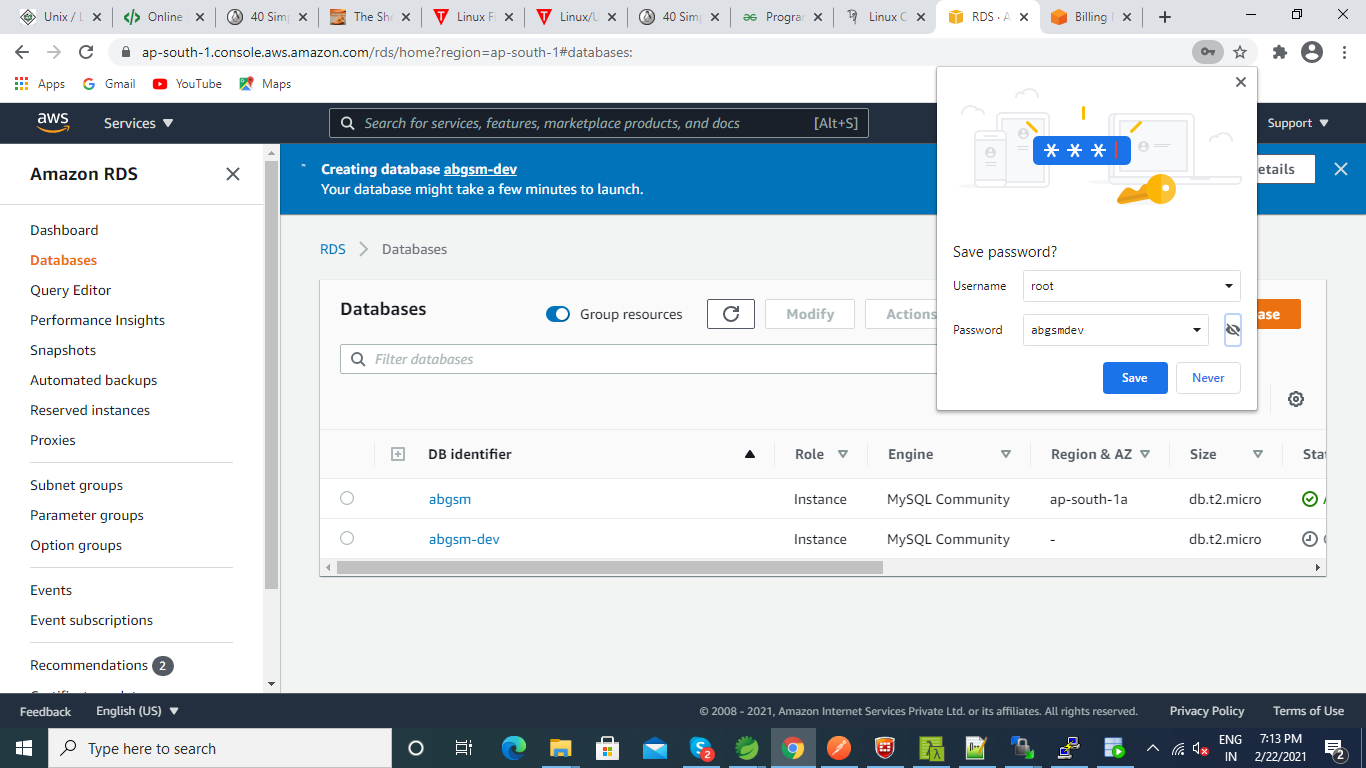 Unix / L
Online
40 Simp
The She
Linux F
Linux/U
40 Simp
Program
Linux C
RDS · A
Billing M
ap-south-1.console.aws.amazon.com/rds/home?region=ap-south-1#databases:
Apps
Gmail
YouTube
Maps
aws
Services
Search for services, features, marketplace products, and docs
[Alt+S]
Support
Amazon RDS
Dashboard
Databases
Query Editor
Performance Insights
Snapshots
Automated backups
Reserved instances
Proxies
Subnet groups
Parameter groups
Option groups
Events
Event subscriptions
Recommendations 2
Creating database abgsm-dev
Your database might take a few minutes to launch.
etails
RDS
Databases
Databases
Group resources
Modify
Actions
ase
Filter databases
* * *
Save password?
Username
root
Password
abgsmdev
Save
Never
DB identifier
Role
Engine
Region & AZ
Size
Stat
abgsm
Instance
MySQL Community
ap-south-1a
db.t2.micro
abgsm-dev
Instance
MySQL Community
-
db.t2.micro
Feedback
English (US)
© 2008 - 2021, Amazon Internet Services Private Ltd. or its affiliates. All rights reserved.
Privacy Policy
Terms of Use
Type here to search
2
ENG
IN
7:13 PM
2/22/2021
2